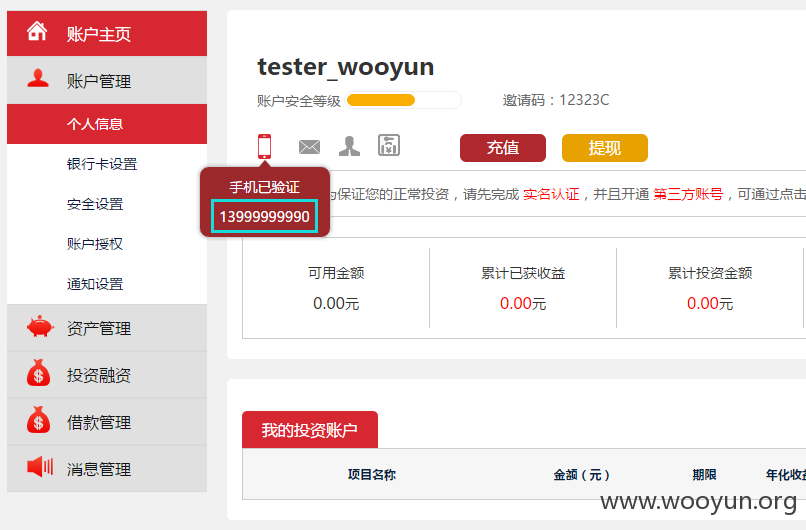 账户主页
账户管理
个人信息
银行卡设置
安全设置
账户授权
通知设置
资产管理
投资融资
借款管理
消息管理
tester_wooyun
账户安全等级
邀请码：12323C
充值
提现
手机已验证
13999999990
保证您的正常投资，请先完成 实名认证，并且开通 第三方账号，可通过点击
可用金额
0.00元
累计已获收益
0.00元
累计投资金额
0.00元
我的投资账户
项目名称 金额（元） 期限 年化收益
www.wooyun.org